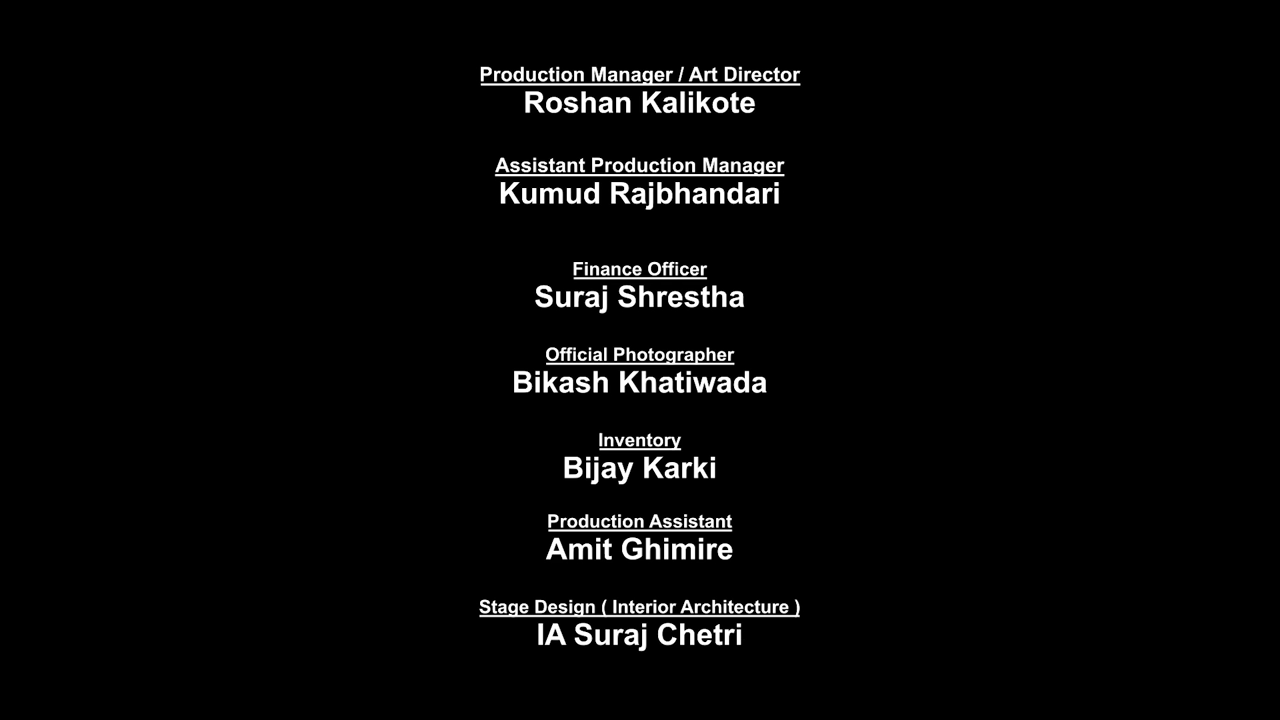 Production Manager / Art Director
Roshan Kalikote
Assistant Production Manager
Kumud Rajbhandari
Finance Officer
Suraj Shrestha
Official Photographer
Bikash Khatiwada
Inventory
Bijay Karki
Production Assistant
Amit Ghimire
Stage Design ( Interior Architecture )
IA Suraj Chetri